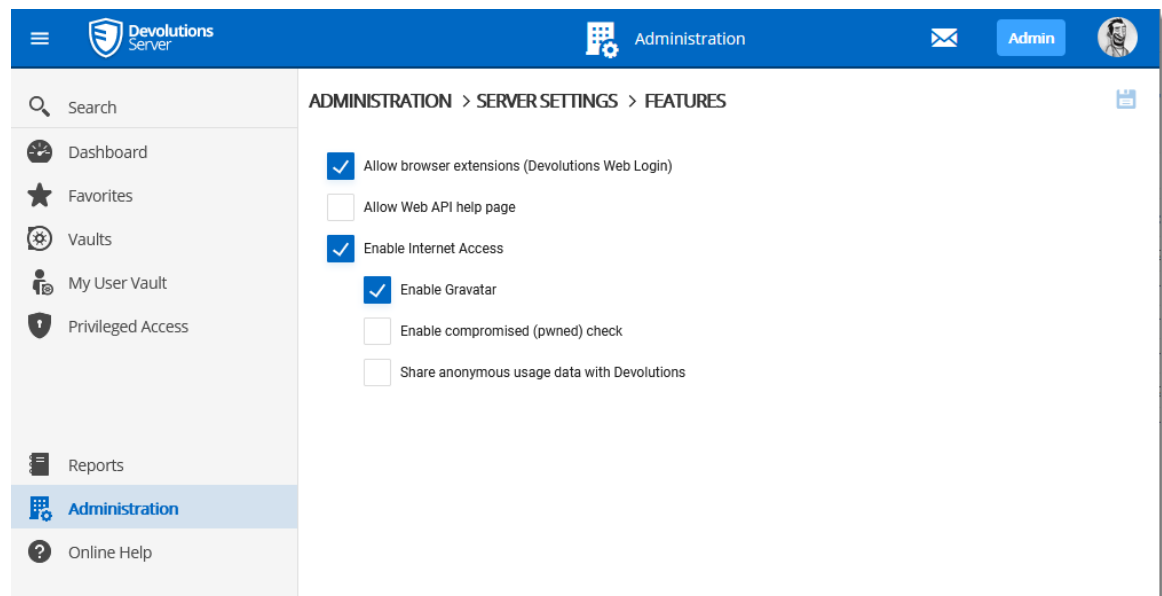 Devolutions
Server
Administration
Admin
Search
Dashboard
Favorites
Vaults
My User Vault
Privileged Access
Reports
Administration
Online Help
ADMINISTRATION > SERVER SETTINGS > FEATURES
Allow browser extensions (Devolutions Web Login)
Allow Web API help page
Enable Internet Access
Enable Gravatar
Enable compromised (pwned) check
Share anonymous usage data with Devolutions